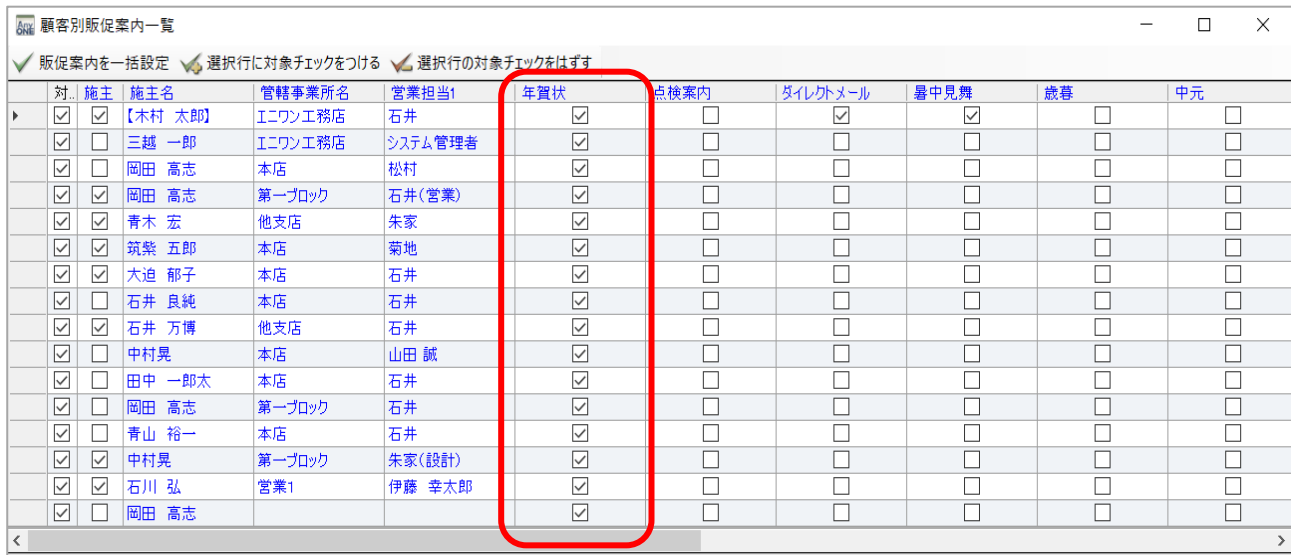 Any ONE 顧客別販促案内一覧
販促案内を一括設定 選択行に対象チェックをつける 選択行の対象チェックをはずす
対.. 施主 施主名 管轄事業所名 営業担当1 年賀状 点検案内 ダイレクトメール 暑中見舞 歳暮 中元
【木村 太郎】 エニワン工務店 石井
三越 一郎 エニワン工務店 システム管理者
岡田 高志 本店 松村
岡田 高志 第一ブロック 石井(営業)
青木 宏 他支店 朱家
筑紫 五郎 本店 菊地
大迫 郁子 本店 石井
石井 良純 本店 石井
石井 万博 他支店 石井
中村晃 本店 山田 誠
田中 一郎太 本店 石井
岡田 高志 第一ブロック 石井
青山 裕一 本店 石井
中村晃 第一ブロック 朱家(設計)
石川 弘 営業1 伊藤 幸太郎
岡田 高志